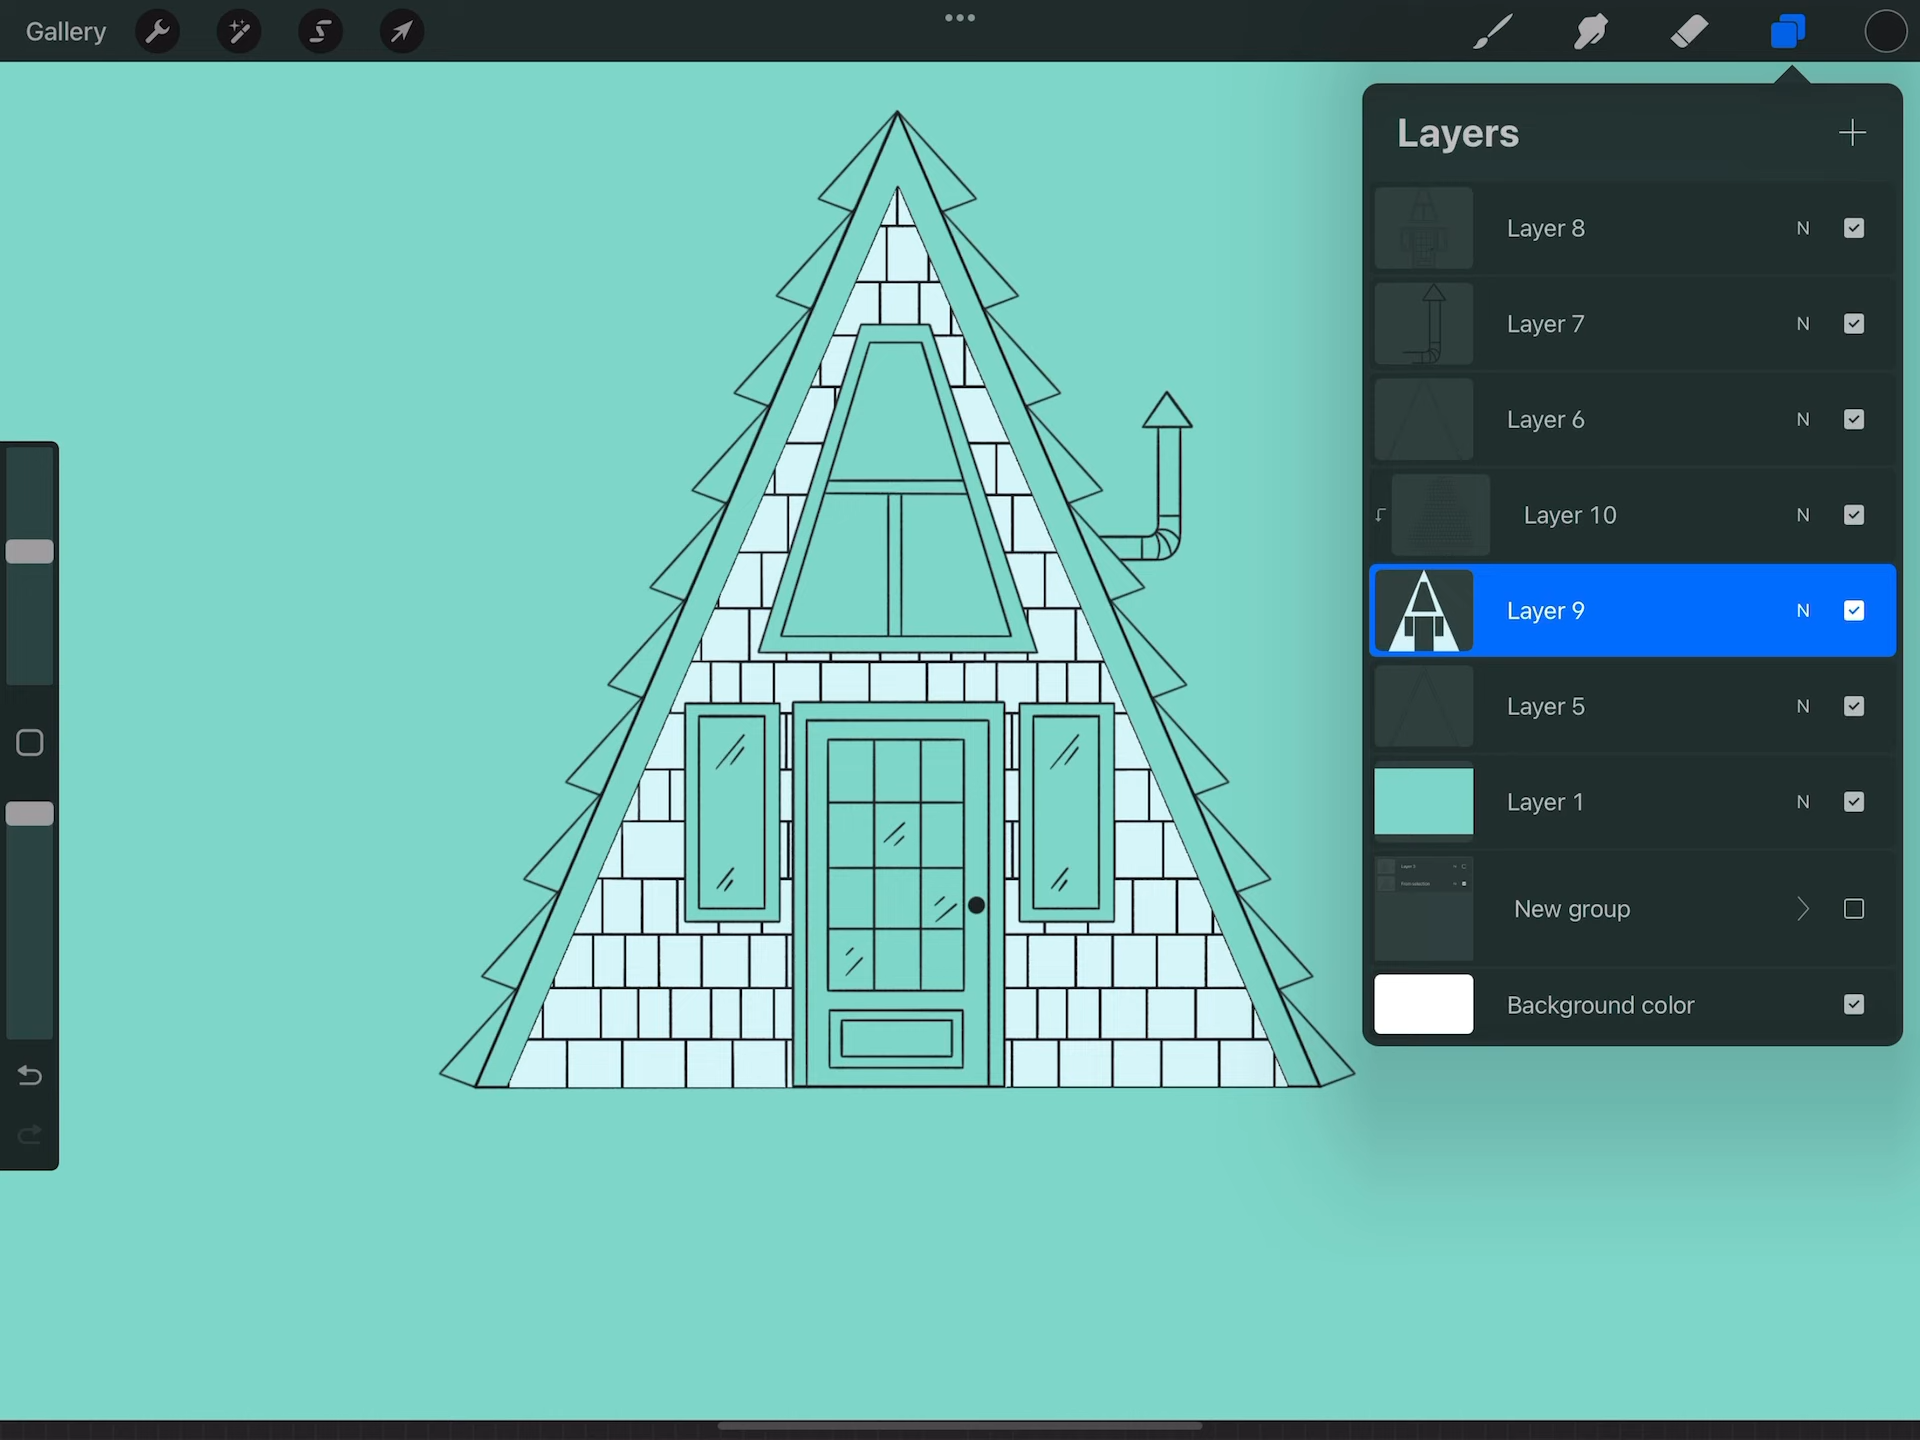 Gallery
Layers
Layer 8 N
Layer 7 N
Layer 6 N
Layer 10 N
Layer 9 N
Layer 5 N
Layer 1 N
New group
Background color